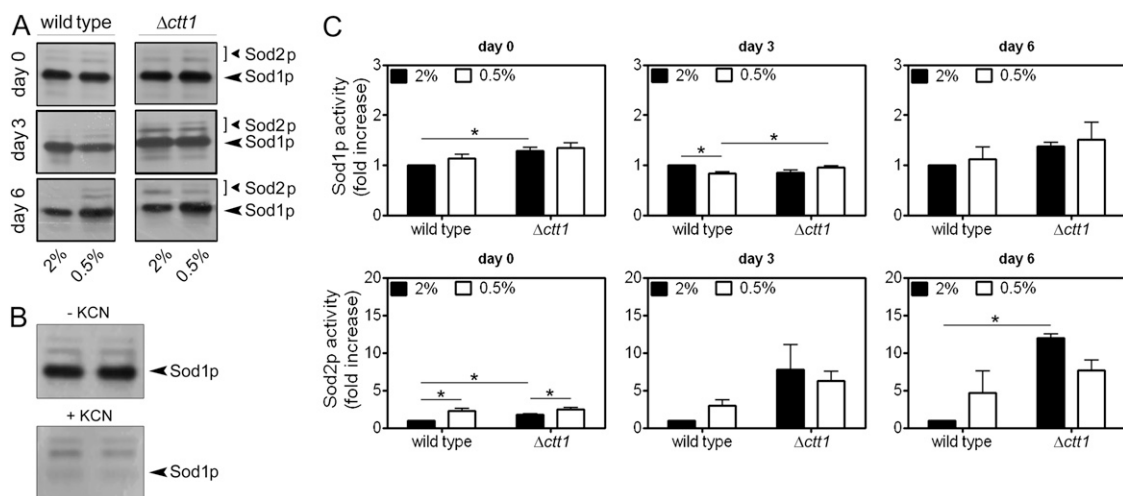 A
wild type Δctt1
day 0
Sod2p
Sod1p
day 3
Sod2p
Sod1p
day 6
Sod2p
Sod1p
2% 0.5% 2% 0.5%
B
- KCN
Sod1p
+ KCN
Sod1p
C
day 0
2% 0.5%
Sod1p activity
(fold increase)
3
2
1
0
wild type Δctt1
day 3
2% 0.5%
*
*
3
2
1
0
wild type Δctt1
day 6
2% 0.5%
3
2
1
0
wild type Δctt1
*
day 0
2% 0.5%
Sod2p activity
(fold increase)
20
15
10
5
0
*
*
*
wild type Δctt1
day 3
2% 0.5%
20
15
10
5
0
wild type Δctt1
day 6
2% 0.5%
20
15
10
5
0
*
wild type Δctt1